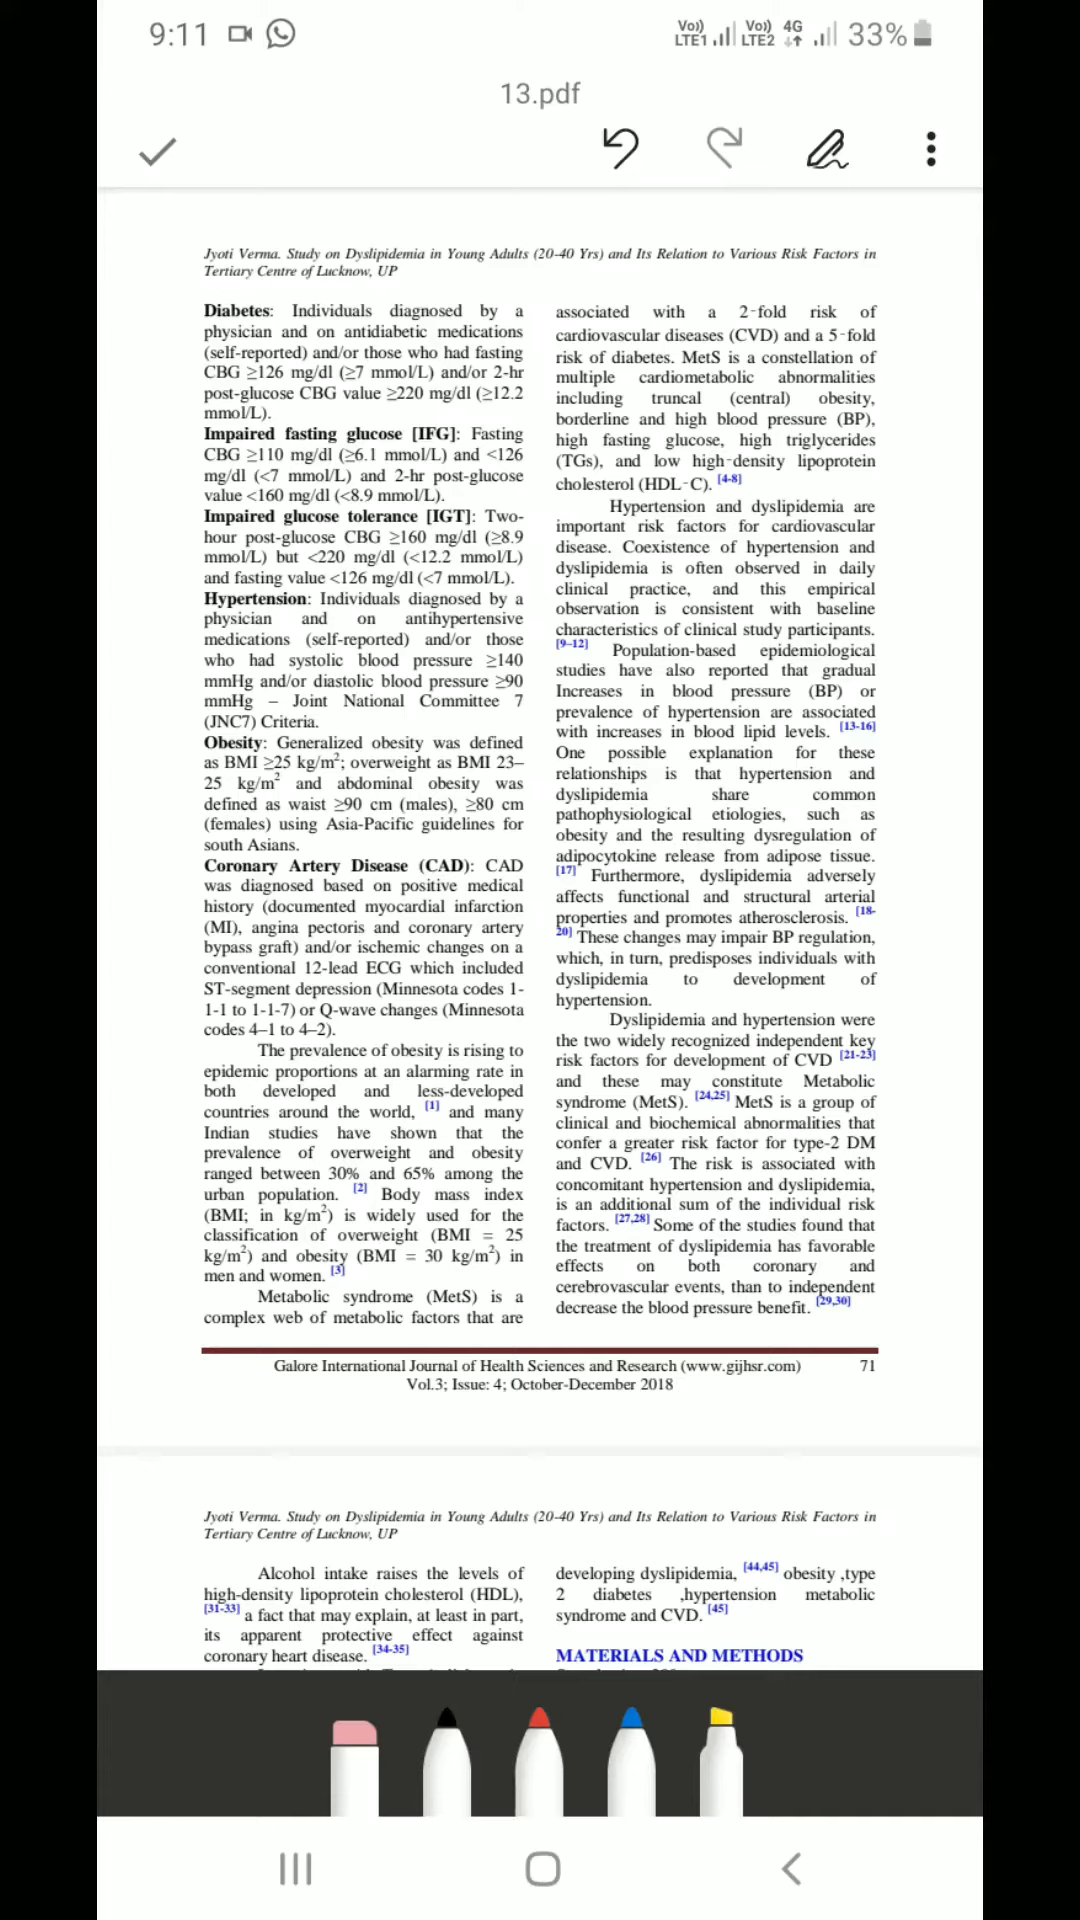 9:11
Vo)) LTE1 Vo)) LTE2 4G 33%
13.pdf
Jyoti Verma. Study on Dyslipidemia in Young Adults (20-40 Yrs) and Its Relation to Various Risk Factors in
Tertiary Centre of Lucknow, UP
Diabetes: Individuals diagnosed by a
physician and on antidiabetic medications
(self-reported) and/or those who had fasting
CBG ≥126 mg/dl (≥7 mmol/L) and/or 2-hr
post-glucose CBG value ≥220 mg/dl (≥12.2
mmol/L).
Impaired fasting glucose [IFG]: Fasting
CBG ≥110 mg/dl (≥6.1 mmol/L) and <126
mg/dl (<7 mmol/L) and 2-hr post-glucose
value <160 mg/dl (<8.9 mmol/L).
Impaired glucose tolerance [IGT]: Two-
hour post-glucose CBG ≥160 mg/dl (≥8.9
mmol/L) but <220 mg/dl (<12.2 mmol/L)
and fasting value <126 mg/dl (<7 mmol/L).
Hypertension: Individuals diagnosed by a
physician and on antihypertensive
medications (self-reported) and/or those
who had systolic blood pressure ≥140
mmHg and/or diastolic blood pressure ≥90
mmHg – Joint National Committee 7
(JNC7) Criteria.
Obesity: Generalized obesity was defined
as BMI ≥25 kg/m²; overweight as BMI 23–
25 kg/m² and abdominal obesity was
defined as waist ≥90 cm (males), ≥80 cm
(females) using Asia-Pacific guidelines for
south Asians.
Coronary Artery Disease (CAD): CAD
was diagnosed based on positive medical
history (documented myocardial infarction
(MI), angina pectoris and coronary artery
bypass graft) and/or ischemic changes on a
conventional 12-lead ECG which included
ST-segment depression (Minnesota codes 1-
1-1 to 1-1-7) or Q-wave changes (Minnesota
codes 4–1 to 4–2).
The prevalence of obesity is rising to
epidemic proportions at an alarming rate in
both developed and less-developed
countries around the world, [1] and many
Indian studies have shown that the
prevalence of overweight and obesity
ranged between 30% and 65% among the
urban population. [2] Body mass index
(BMI; in kg/m²) is widely used for the
classification of overweight (BMI = 25
kg/m²) and obesity (BMI = 30 kg/m²) in
men and women. [3]
Metabolic syndrome (MetS) is a
complex web of metabolic factors that are
associated with a 2-fold risk of
cardiovascular diseases (CVD) and a 5-fold
risk of diabetes. MetS is a constellation of
multiple cardiometabolic abnormalities
including truncal (central) obesity,
borderline and high blood pressure (BP),
high fasting glucose, high triglycerides
(TGs), and low high-density lipoprotein
cholesterol (HDL-C). [4-8]
Hypertension and dyslipidemia are
important risk factors for cardiovascular
disease. Coexistence of hypertension and
dyslipidemia is often observed in daily
clinical practice, and this empirical
observation is consistent with baseline
characteristics of clinical study participants.
[9–12] Population-based epidemiological
studies have also reported that gradual
Increases in blood pressure (BP) or
prevalence of hypertension are associated
with increases in blood lipid levels. [13-16]
One possible explanation for these
relationships is that hypertension and
dyslipidemia share common
pathophysiological etiologies, such as
obesity and the resulting dysregulation of
adipocytokine release from adipose tissue.
[17] Furthermore, dyslipidemia adversely
affects functional and structural arterial
properties and promotes atherosclerosis. [18-
20] These changes may impair BP regulation,
which, in turn, predisposes individuals with
dyslipidemia to development of
hypertension.
Dyslipidemia and hypertension were
the two widely recognized independent key
risk factors for development of CVD [21-23]
and these may constitute Metabolic
syndrome (MetS). [24,25] MetS is a group of
clinical and biochemical abnormalities that
confer a greater risk factor for type-2 DM
and CVD. [26] The risk is associated with
concomitant hypertension and dyslipidemia,
is an additional sum of the individual risk
factors. [27,28] Some of the studies found that
the treatment of dyslipidemia has favorable
effects on both coronary and
cerebrovascular events, than to independent
decrease the blood pressure benefit. [29,30]
Galore International Journal of Health Sciences and Research (www.gijhsr.com) 71
Vol.3; Issue: 4; October-December 2018
Jyoti Verma. Study on Dyslipidemia in Young Adults (20-40 Yrs) and Its Relation to Various Risk Factors in
Tertiary Centre of Lucknow, UP
Alcohol intake raises the levels of
high-density lipoprotein cholesterol (HDL),
[31-33] a fact that may explain, at least in part,
its apparent protective effect against
coronary heart disease. [34-35]
developing dyslipidemia, [44,45] obesity ,type
2 diabetes ,hypertension metabolic
syndrome and CVD. [45]
MATERIALS AND METHODS